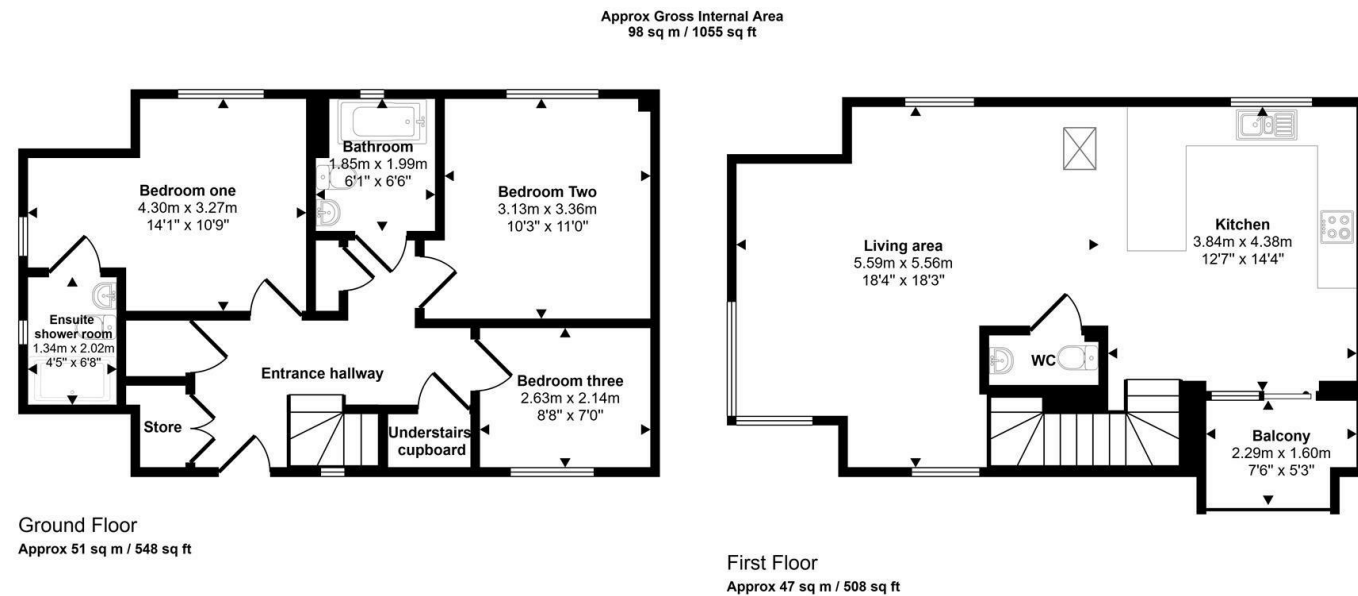 Approx Gross Internal Area
98 sq m / 1055 sq ft
Bedroom one
4.30m x 3.27m
14'1" x 10'9"
Bathroom
1.85m x 1.99m
6'1" x 6'6"
Bedroom Two
3.13m x 3.36m
10'3" x 11'0"
Ensuite
shower room
1.34m x 2.02m
4'5" x 6'8"
Entrance hallway
Store
Understairs
cupboard
Bedroom three
2.63m x 2.14m
8'8" x 7'0"
Ground Floor
Approx 51 sq m / 548 sq ft
Living area
5.59m x 5.56m
18'4" x 18'3"
Kitchen
3.84m x 4.38m
12'7" x 14'4"
WC
Balcony
2.29m x 1.60m
7'6" x 5'3"
First Floor
Approx 47 sq m / 508 sq ft